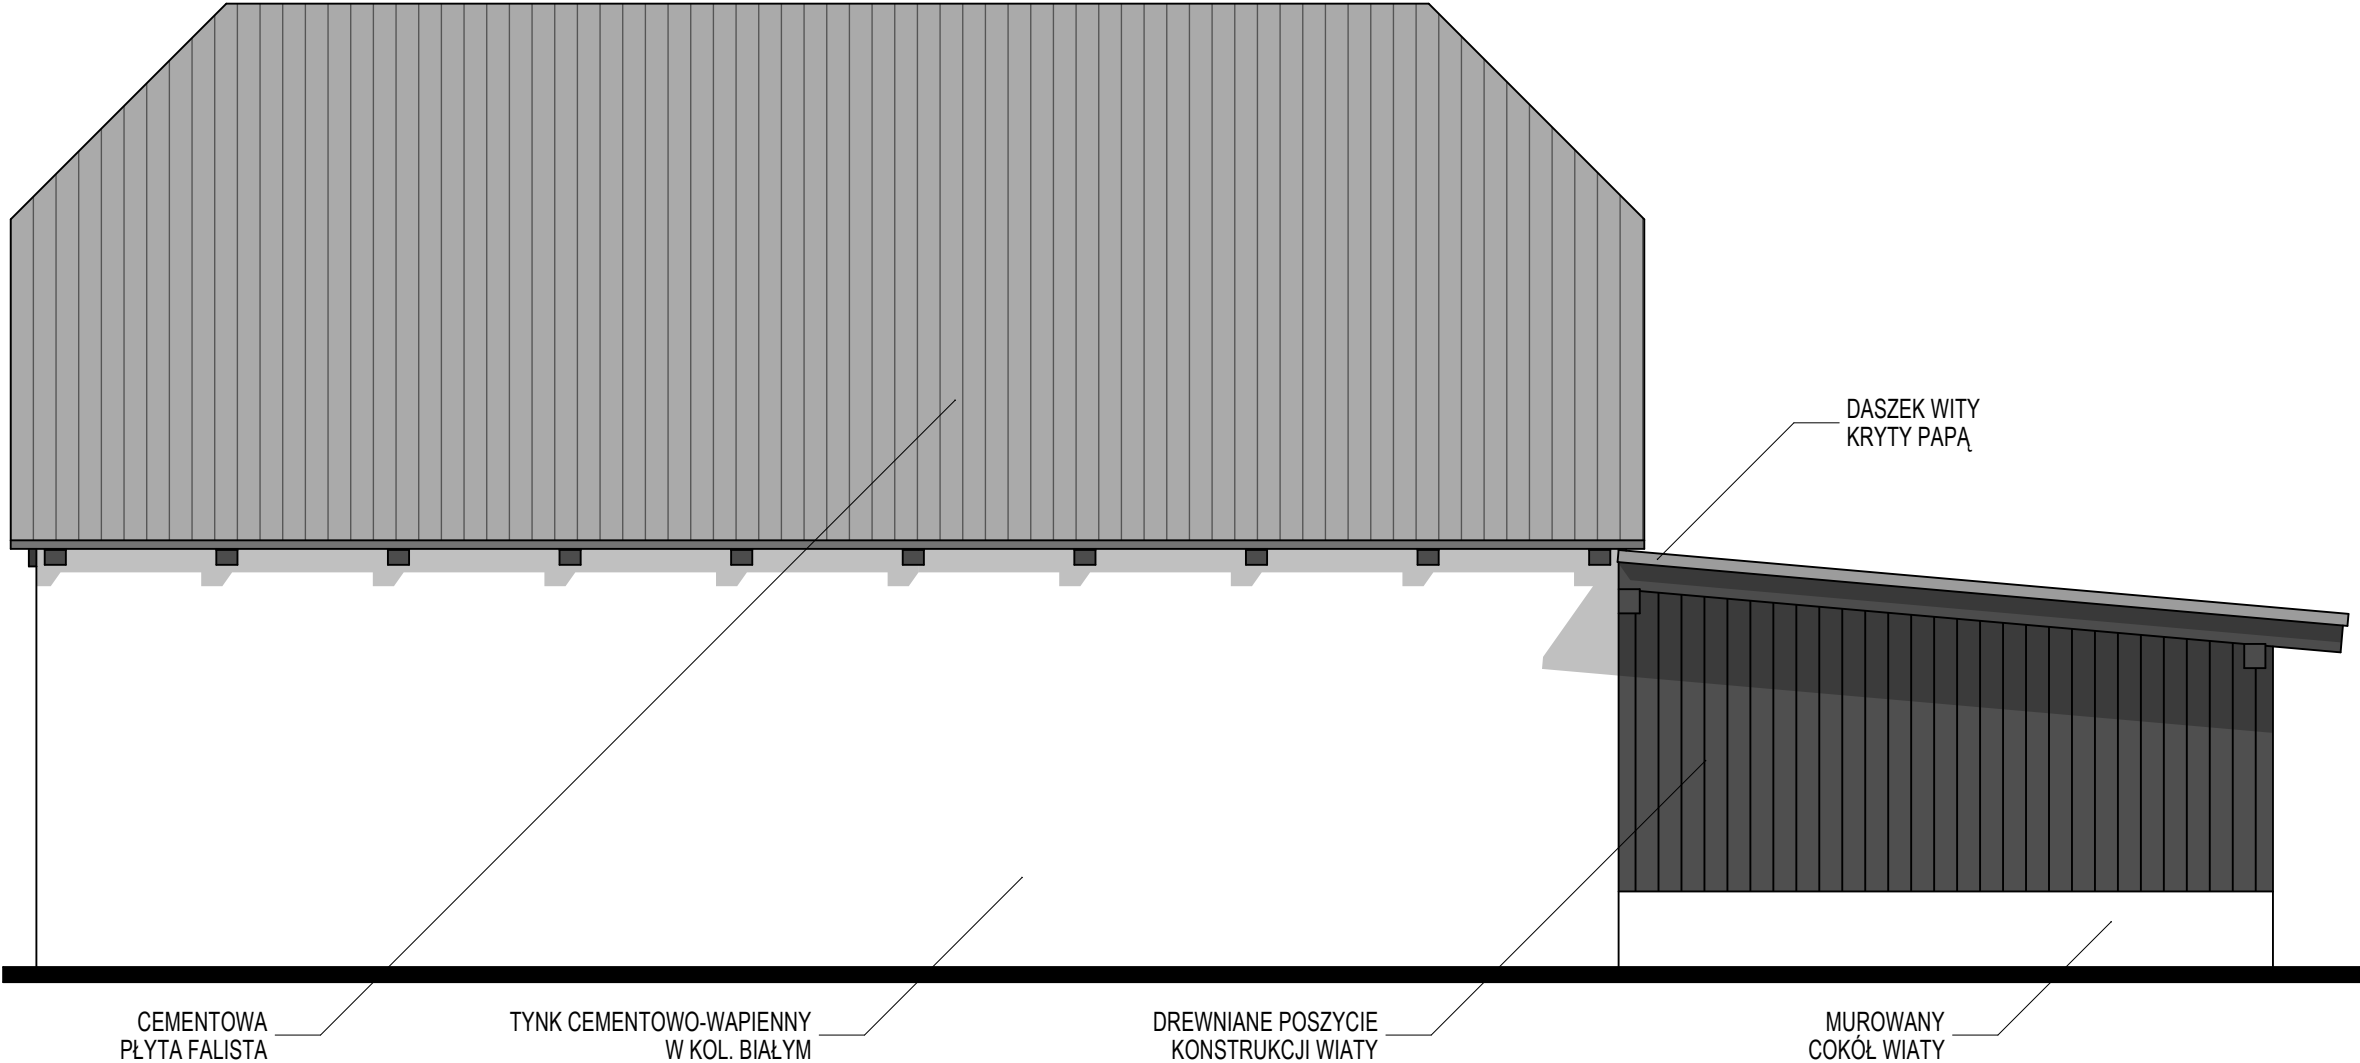 DASZEK WITY
KRYTY PAPĄ
CEMENTOWA
PŁYTA FALISTA
TYNK CEMENTOWO-WAPIENNY
W KOL. BIAŁYM
DREWNIANE POSZYCIE
KONSTRUKCJI WIATY
MUROWANY
COKÓŁ WIATY